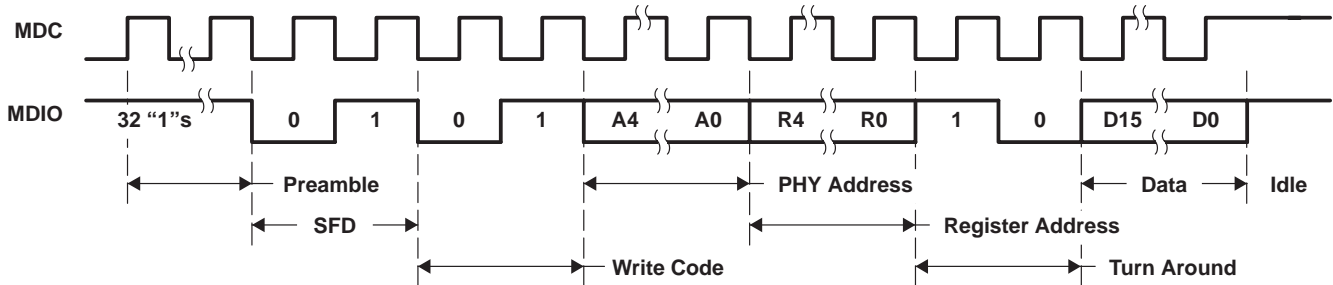 MDC
MDIO
32 “1”s 0 1 0 1 A4 A0 R4 R0 1 0 D15 D0
Preamble PHY Address Data Idle
SFD Register Address
Write Code Turn Around